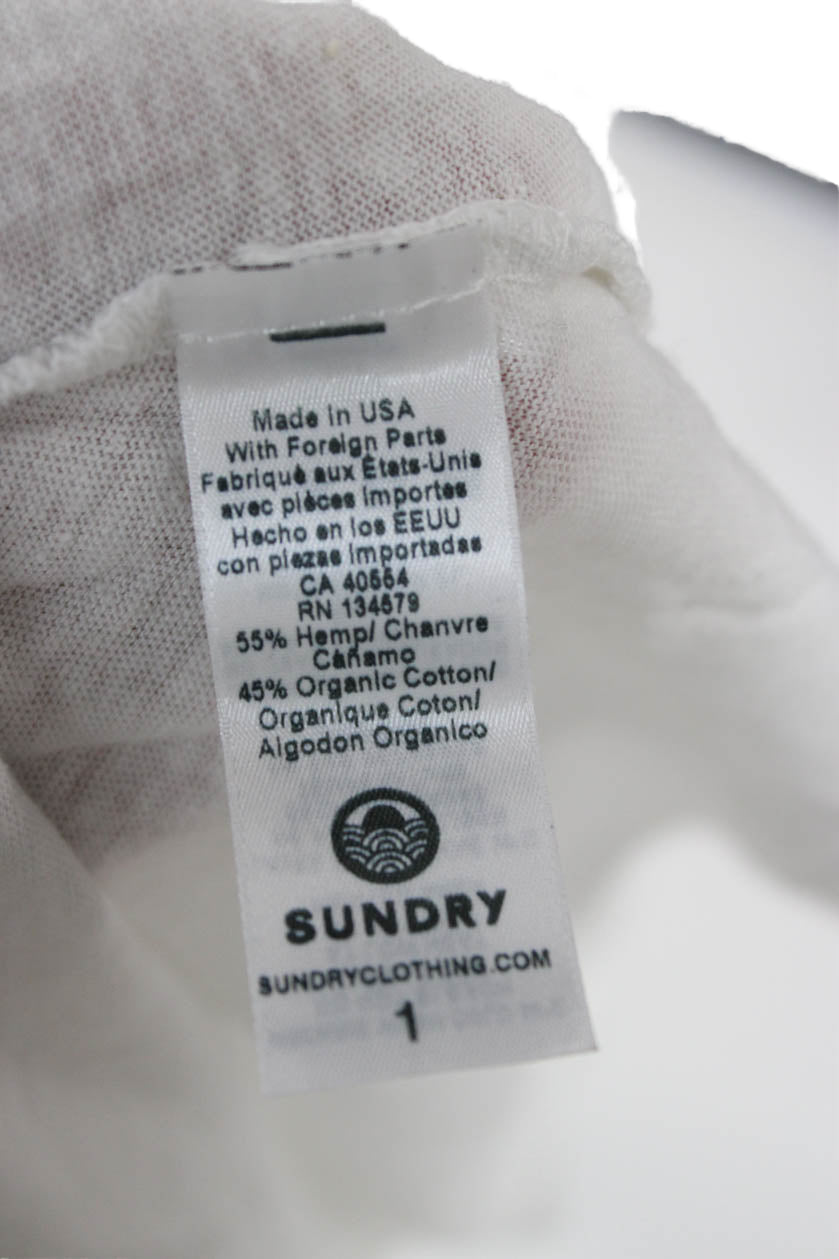 Made in USA
With Foreign Parts
Fabriqué aux États-Unis
avec pièces importes
Hecho en los EEUU
con piezas importadas
CA 40554
RN 134579
55% Hemp/ Chanvre
Cáñamo
45% Organic Cotton/
Organique Coton/
Algodon Organico
SUNDRY
SUNDRYCLOTHING.COM
1